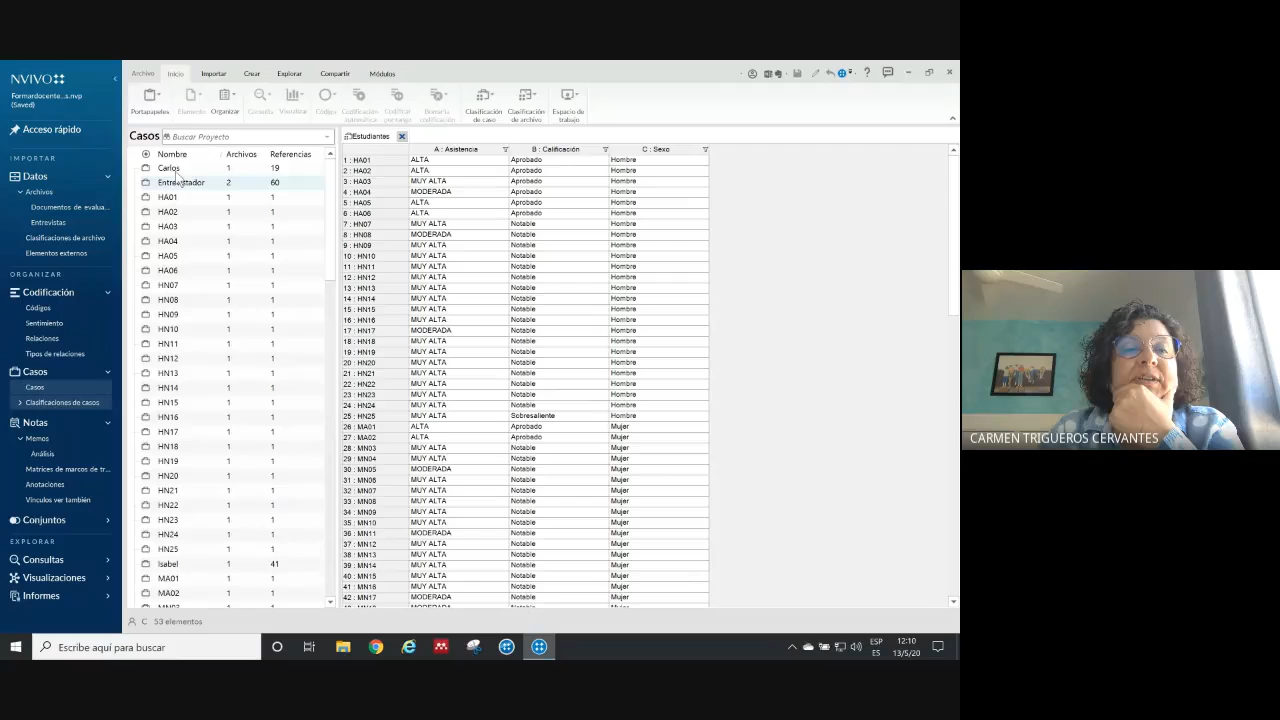 NVIVO
Formardocente...s.nvp
(Saved)
Acceso rápido
IMPORTAR
Datos
Archivos
Documentos de evalua...
Entrevistas
Clasificaciones de archivo
Elementos externos
ORGANIZAR
Codificación
Códigos
Sentimiento
Relaciones
Tipos de relaciones
Casos
Casos
Clasificaciones de casos
Notas
Memos
Análisis
Matrices de marcos de tr...
Anotaciones
Vínculos ver también
Conjuntos
EXPLORAR
Consultas
Visualizaciones
Informes
Archivo Inicio Importar Crear Explorar Compartir Módulos
Portapapeles Elemento Organizar Consulta Visualizar Código Codificación automática Codificar por rango Borrar la codificación Clasificación de caso Clasificación de archivo Espacio de trabajo
Casos Buscar Proyecto
Nombre Archivos Referencias
Carlos 1 19
Entrevistador 2 60
HA01 1 1
HA02 1 1
HA03 1 1
HA04 1 1
HA05 1 1
HA06 1 1
HN07 1 1
HN08 1 1
HN09 1 1
HN10 1 1
HN11 1 1
HN12 1 1
HN13 1 1
HN14 1 1
HN15 1 1
HN16 1 1
HN17 1 1
HN18 1 1
HN19 1 1
HN20 1 1
HN21 1 1
HN22 1 1
HN23 1 1
HN24 1 1
HN25 1 1
Isabel 1 41
MA01 1 1
MA02 1 1
MN03 1 1
Estudiantes
A : Asistencia B : Calificación C : Sexo
1 : HA01 ALTA Aprobado Hombre
2 : HA02 ALTA Aprobado Hombre
3 : HA03 MUY ALTA Aprobado Hombre
4 : HA04 MODERADA Aprobado Hombre
5 : HA05 ALTA Aprobado Hombre
6 : HA06 ALTA Aprobado Hombre
7 : HN07 MUY ALTA Notable Hombre
8 : HN08 MODERADA Notable Hombre
9 : HN09 MUY ALTA Notable Hombre
10 : HN10 MUY ALTA Notable Hombre
11 : HN11 MUY ALTA Notable Hombre
12 : HN12 MUY ALTA Notable Hombre
13 : HN13 MUY ALTA Notable Hombre
14 : HN14 MUY ALTA Notable Hombre
15 : HN15 MUY ALTA Notable Hombre
16 : HN16 MUY ALTA Notable Hombre
17 : HN17 MODERADA Notable Hombre
18 : HN18 MUY ALTA Notable Hombre
19 : HN19 MUY ALTA Notable Hombre
20 : HN20 MUY ALTA Notable Hombre
21 : HN21 MUY ALTA Notable Hombre
22 : HN22 MUY ALTA Notable Hombre
23 : HN23 MUY ALTA Notable Hombre
24 : HN24 MUY ALTA Notable Hombre
25 : HN25 MUY ALTA Sobresaliente Hombre
26 : MA01 ALTA Aprobado Mujer
27 : MA02 ALTA Aprobado Mujer
28 : MN03 MUY ALTA Notable Mujer
29 : MN04 MUY ALTA Notable Mujer
30 : MN05 MODERADA Notable Mujer
31 : MN06 MUY ALTA Notable Mujer
32 : MN07 MUY ALTA Notable Mujer
33 : MN08 MUY ALTA Notable Mujer
34 : MN09 MUY ALTA Notable Mujer
35 : MN10 MUY ALTA Notable Mujer
36 : MN11 MODERADA Notable Mujer
37 : MN12 MUY ALTA Notable Mujer
38 : MN13 MUY ALTA Notable Mujer
39 : MN14 MUY ALTA Notable Mujer
40 : MN15 MUY ALTA Notable Mujer
41 : MN16 MUY ALTA Notable Mujer
42 : MN17 MODERADA Notable Mujer
C 53 elementos
Escribe aquí para buscar
ESP
ES
12:10
13/5/20
CARMEN TRIGUEROS CERVANTES